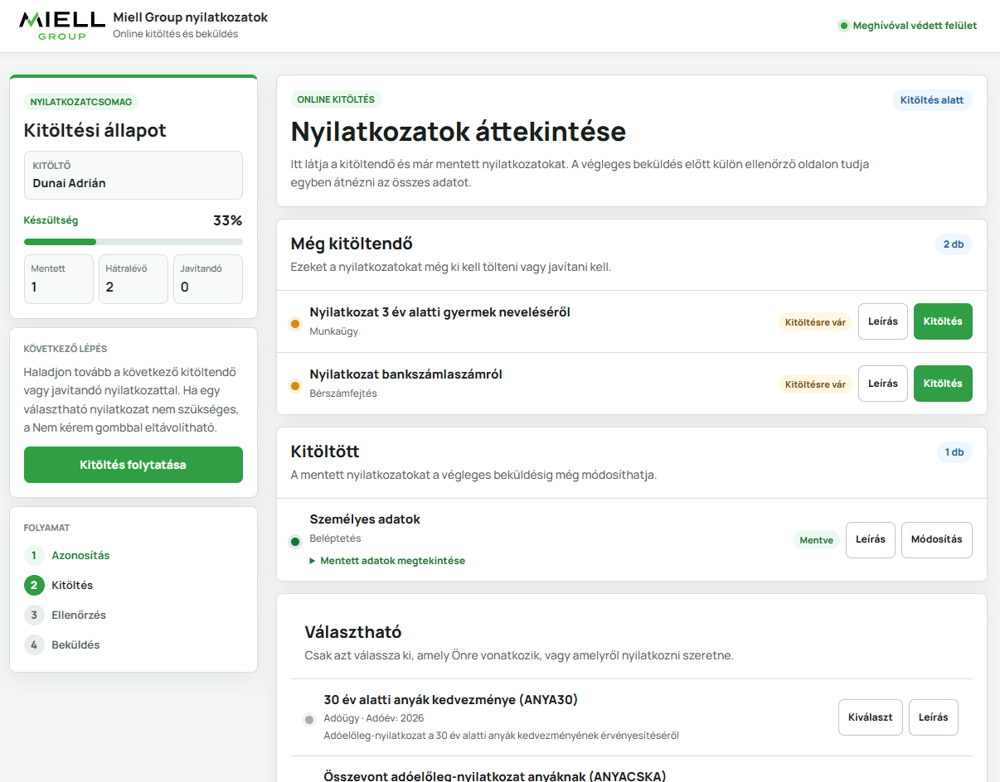 MIELL
GROUP
Miell Group nyilatkozatok
Online kitöltés és beküldés
Meghívóval védett felület
NYILATKOZATCSOMAG
Kitöltési állapot
KITÖLTŐ
Dunai Adrián
Készültség
33%
Mentett
1
Hátralévő
2
Javítandó
0
KÖVETKEZŐ LÉPÉS
Haladjon tovább a következő kitöltendő
vagy javítandó nyilatkozattal. Ha egy
választható nyilatkozat nem szükséges,
a Nem kérem gombbal eltávolítható.
Kitöltés folytatása
FOLYAMAT
1 Azonosítás
2 Kitöltés
3 Ellenőrzés
4 Beküldés
ONLINE KITÖLTÉS
Kitöltés alatt
Nyilatkozatok áttekintése
Itt látja a kitöltendő és már mentett nyilatkozatokat. A végleges beküldés előtt külön ellenőrző oldalon tudja
egyben átnézni az összes adatot.
Még kitöltendő
2 db
Ezeket a nyilatkozatokat még ki kell tölteni vagy javítani kell.
Nyilatkozat 3 év alatti gyermek neveléséről
Munkaügy
Kitöltésre vár
Leírás
Kitöltés
Nyilatkozat bankszámlaszámról
Bérszámfejtés
Kitöltésre vár
Leírás
Kitöltés
Kitöltött
1 db
A mentett nyilatkozatokat a végleges beküldésig még módosíthatja.
Személyes adatok
Beléptetés
Mentett adatok megtekintése
Mentve
Leírás
Módosítás
Választható
Csak azt válassza ki, amely Önre vonatkozik, vagy amelyről nyilatkozni szeretne.
30 év alatti anyák kedvezménye (ANYA30)
Adóügy · Adóév: 2026
Adóelőleg-nyilatkozat a 30 év alatti anyák kedvezményének érvényesítéséről
Kiválaszt
Leírás
Összevont adóelőleg-nyilatkozat anyáknak (ANYACSKA)